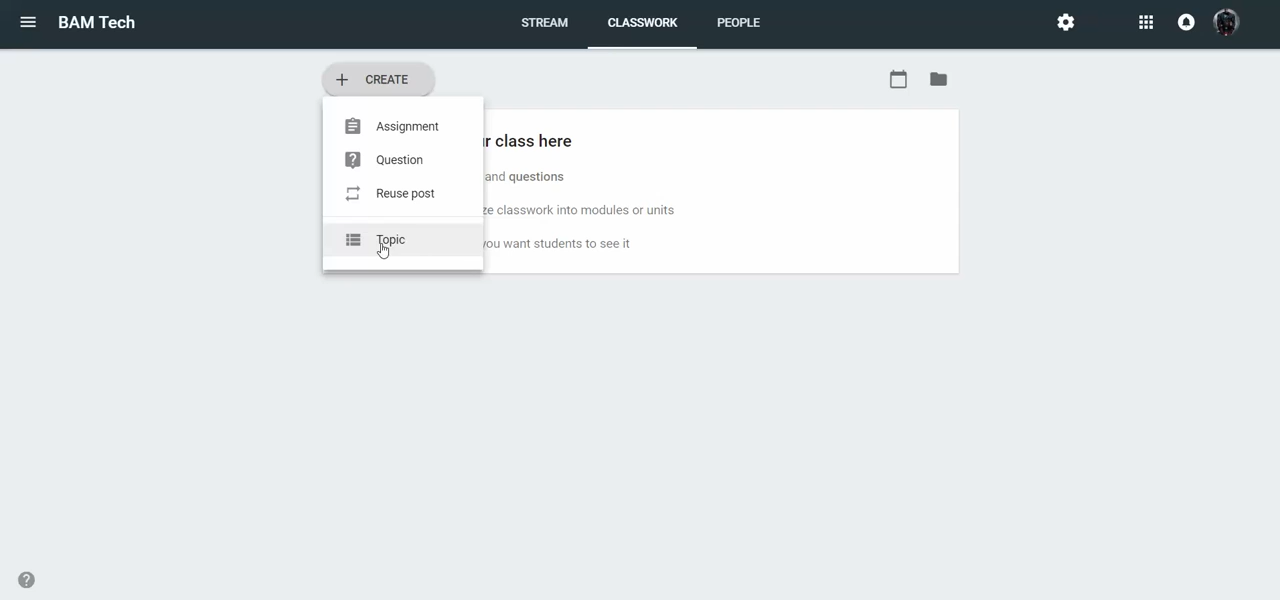 BAM Tech
STREAM CLASSWORK PEOPLE
CREATE
Assignment
Question
Reuse post
Topic
ur class here
and questions
ze classwork into modules or units
you want students to see it